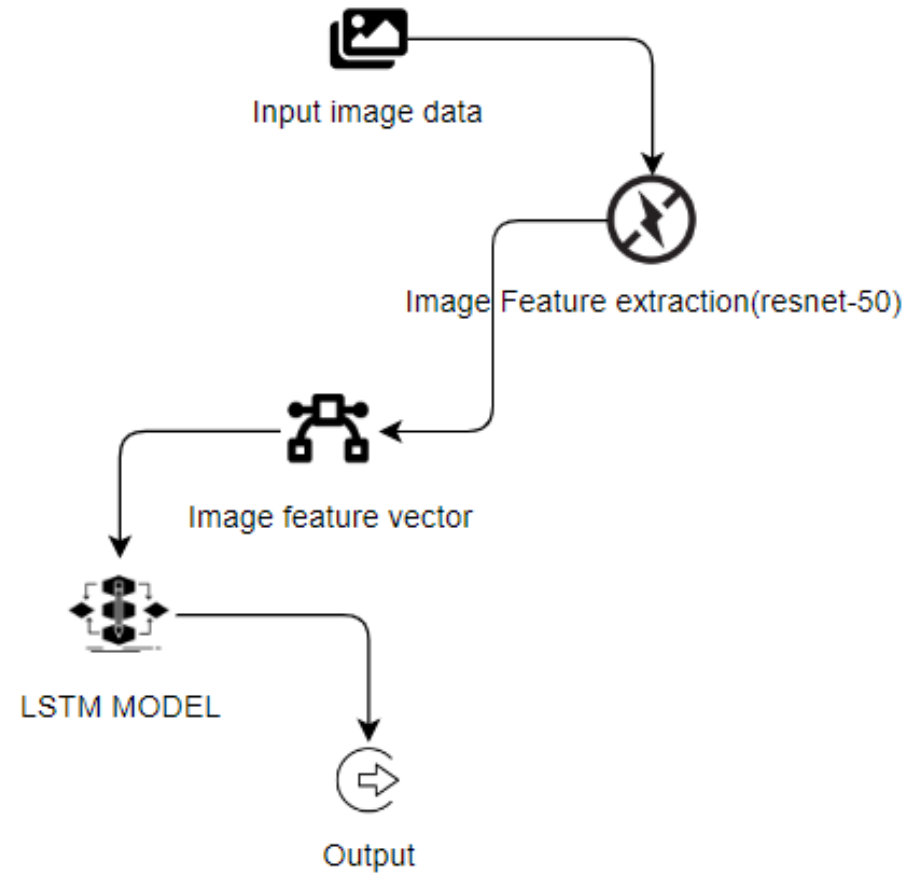 Input image data
Image Feature extraction(resnet-50)
Image feature vector
LSTM MODEL
Output